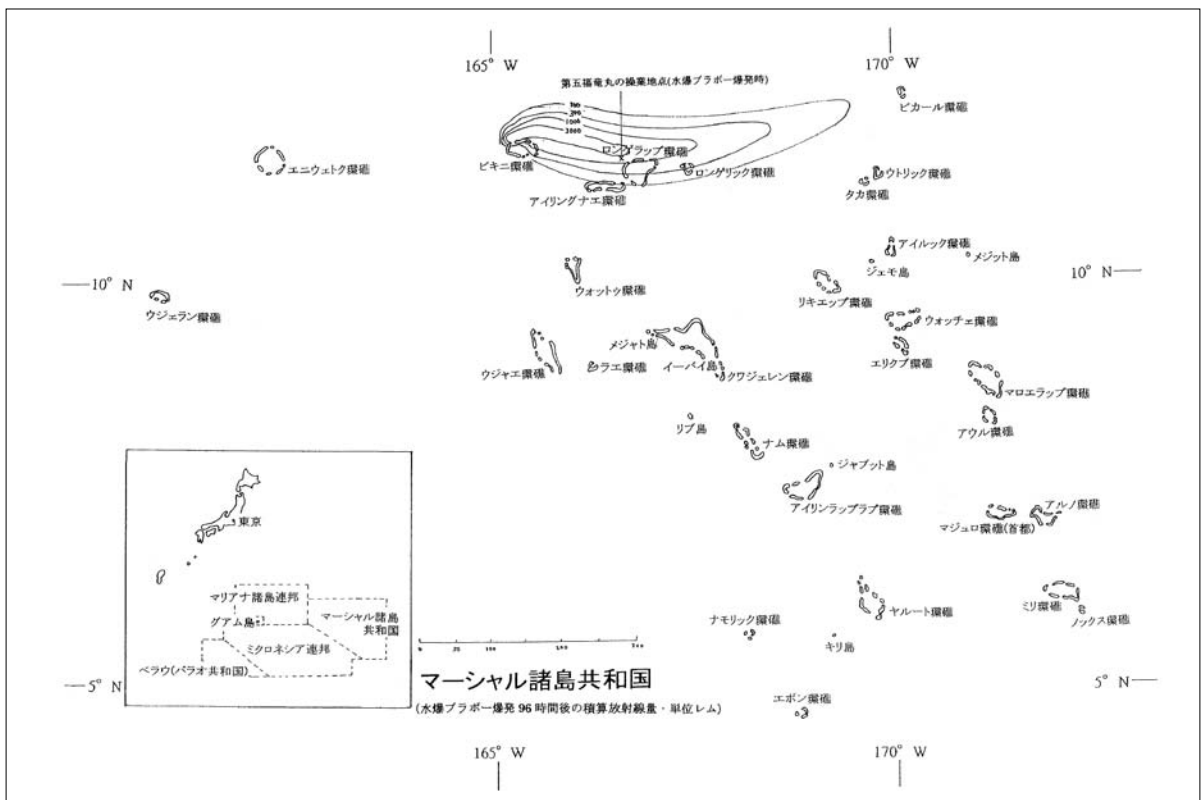 165° W
170° W
第五福竜丸の操業地点(水爆ブラボー爆発時)
ビカール環礁
1000
3000
エニウェトク環礁
ビキニ環礁
ロンゲラップ環礁
ロンゲリック環礁
ウトリック環礁
タカ環礁
アイリングナエ環礁
アイルック環礁
メジット島
ジェモ島
10° N
10° N
ウジェラン環礁
ウォットゥ環礁
リキエップ環礁
ウォッチェ環礁
メジャト島
エリクブ環礁
ウジャエ環礁
ラエ環礁
イーバイ島
クワジェレン環礁
マロエラップ環礁
リブ島
アウル環礁
ナム環礁
ジャブット島
アイリンラップラプ環礁
アルノ環礁
マジュロ環礁(首都)
東京
マリアナ諸島連邦
マーシャル諸島
共和国
グアム島
ミクロネシア連邦
ベラウ(パラオ共和国)
ナモリック環礁
ヤルート環礁
ミリ環礁
ノックス環礁
キリ島
マーシャル諸島共和国
(水爆ブラボー爆発96時間後の積算放射線量・単位レム)
5° N
5° N
エボン環礁
165° W
170° W